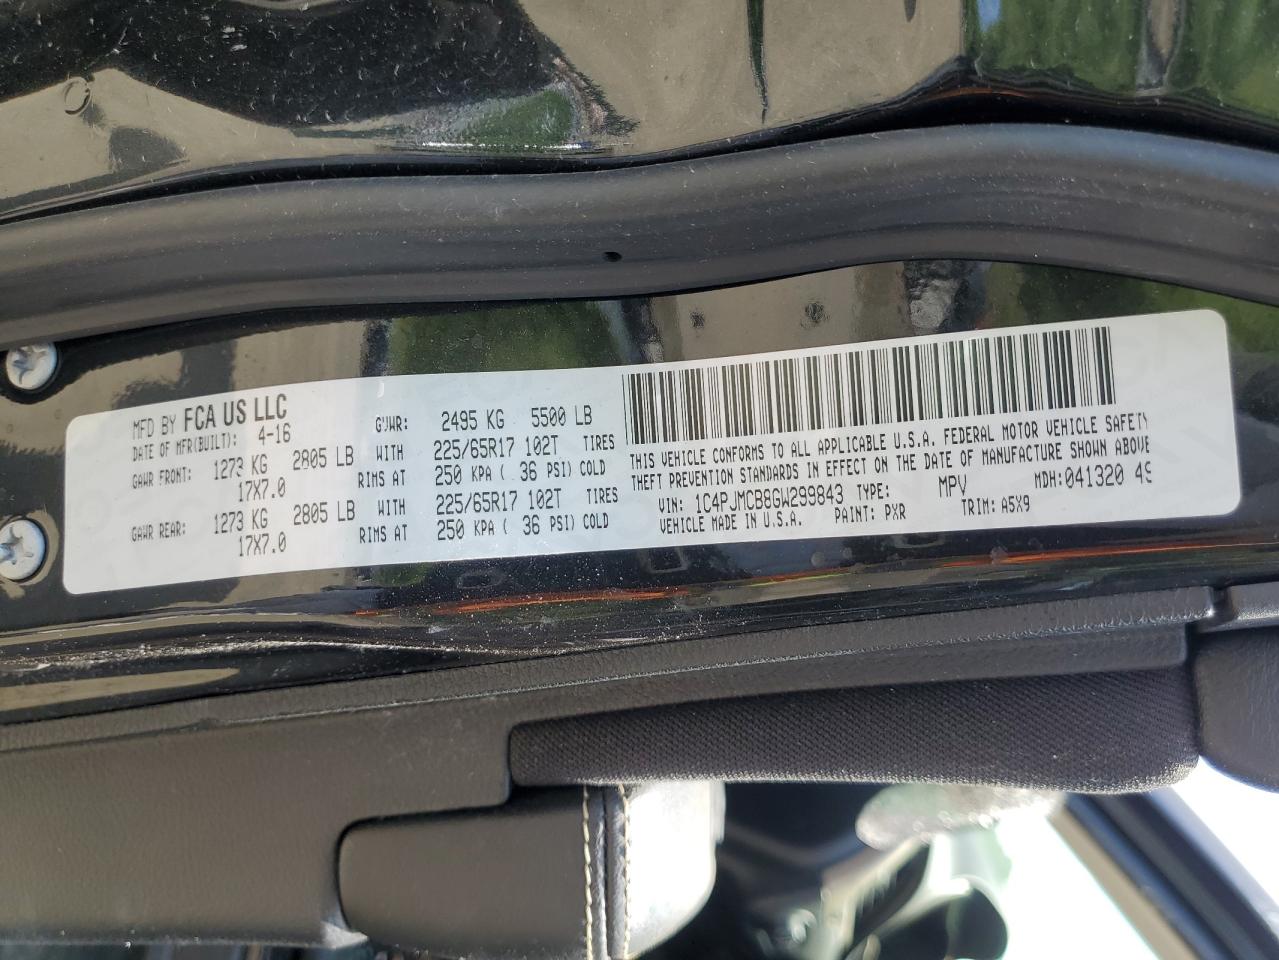 MFD BY FCA US LLC
DATE OF MFR(BUILT): 4-16 GVWR: 2495 KG 5500 LB
GAWR FRONT: 1273 KG 2805 LB WITH 225/65R17 102T TIRES
17X7.0 RIMS AT 250 KPA ( 36 PSI) COLD
GAWR REAR: 1273 KG 2805 LB WITH 225/65R17 102T TIRES
17X7.0 RIMS AT 250 KPA ( 36 PSI) COLD
THIS VEHICLE CONFORMS TO ALL APPLICABLE U.S.A. FEDERAL MOTOR VEHICLE SAFETY
THEFT PREVENTION STANDARDS IN EFFECT ON THE DATE OF MANUFACTURE SHOWN ABOVE
VIN: 1C4PJMCB8GW299843 TYPE: MPV MDH: 041320 49
VEHICLE MADE IN U.S.A. PAINT: PXR TRIM: A5X9